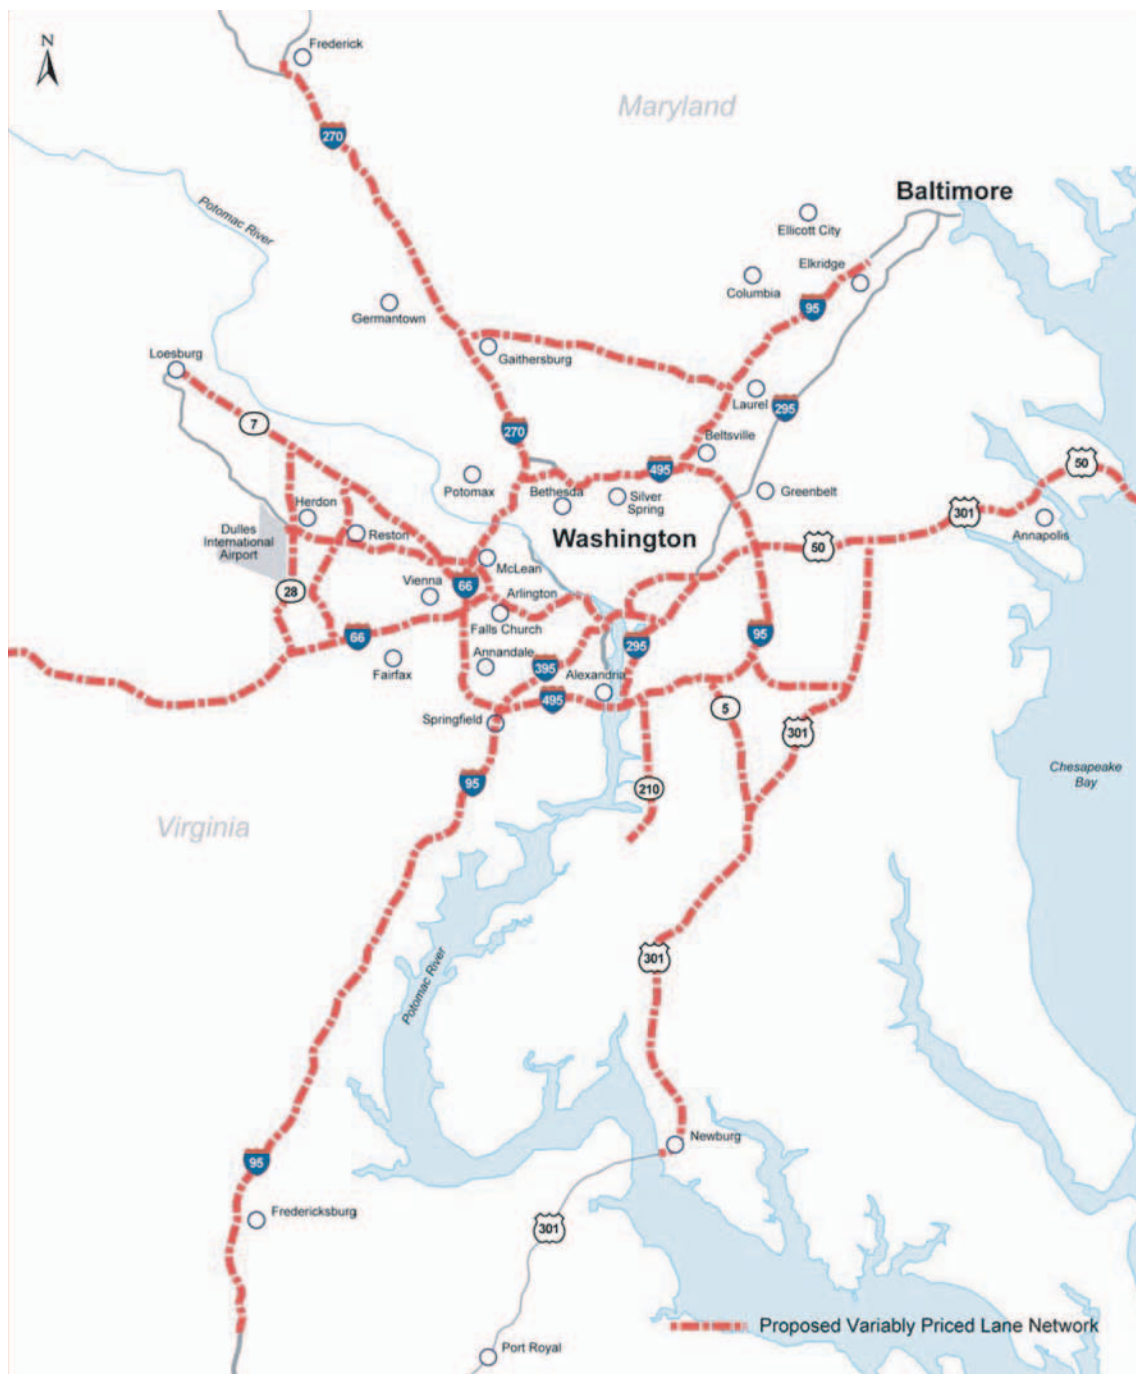 N
Frederick
Maryland
270
Potomac River
Baltimore
Ellicott City
Elkridge
Columbia
95
Germantown
Loesburg
Gaithersburg
7
Laurel
295
270
Beltsville
495
50
Potomax
Bethesda
Silver
Spring
Greenbelt
Herdon
301
Dulles
International
Airport
Reston
Washington
50
Annapolis
McLean
28
Vienna
66
Arlington
Falls Church
66
295
95
Annandale
395
Fairfax
Alexandria
495
5
Springfield
301
Chesapeake
Bay
95
210
Virginia
301
Potomac River
Newburg
95
Fredericksburg
301
Proposed Variably Priced Lane Network
Port Royal